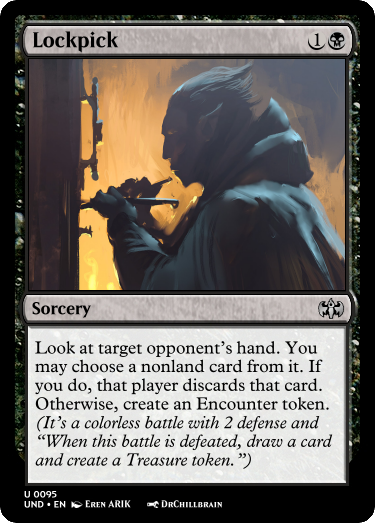 Lockpick 1
Sorcery
Look at target opponent's hand. You
may choose a nonland card from it. If
you do, that player discards that card.
Otherwise, create an Encounter token.
(It's a colorless battle with 2 defense and
“When this battle is defeated, draw a card
and create a Treasure token.”)
U 0095
UND • EN EREN ARIK DRCHILLBRAIN